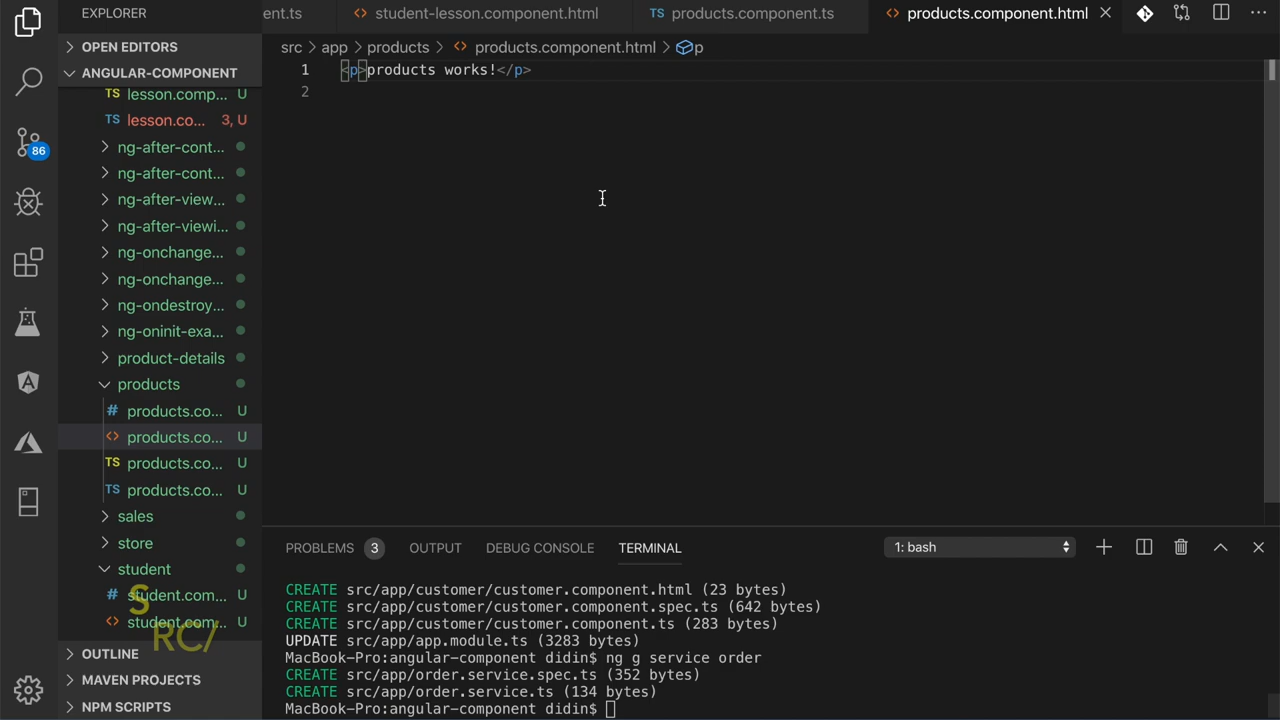 EXPLORER
ent.ts
student-lesson.component.html
TS products.component.ts
<> products.component.html
OPEN EDITORS
src > app > products > <> products.component.html > p
ANGULAR-COMPONENT
1 <p>products works!</p>
2
TS lesson.comp... U
TS lesson.co... 3, U
86
ng-after-cont...
ng-after-cont...
ng-after-view...
ng-after-viewi...
ng-onchange...
ng-onchange...
ng-ondestroy...
ng-oninit-exa...
product-details
products
# products.co... U
<> products.co... U
TS products.co... U
TS products.co... U
sales
store
student
# student.com... U
<> student.com... U
S
RC/
OUTLINE
MAVEN PROJECTS
NPM SCRIPTS
PROBLEMS 3 OUTPUT DEBUG CONSOLE TERMINAL 1: bash
CREATE src/app/customer/customer.component.html (23 bytes)
CREATE src/app/customer/customer.component.spec.ts (642 bytes)
CREATE src/app/customer/customer.component.ts (283 bytes)
UPDATE src/app/app.module.ts (3283 bytes)
MacBook-Pro:angular-component didin$ ng g service order
CREATE src/app/order.service.spec.ts (352 bytes)
CREATE src/app/order.service.ts (134 bytes)
MacBook-Pro:angular-component didin$